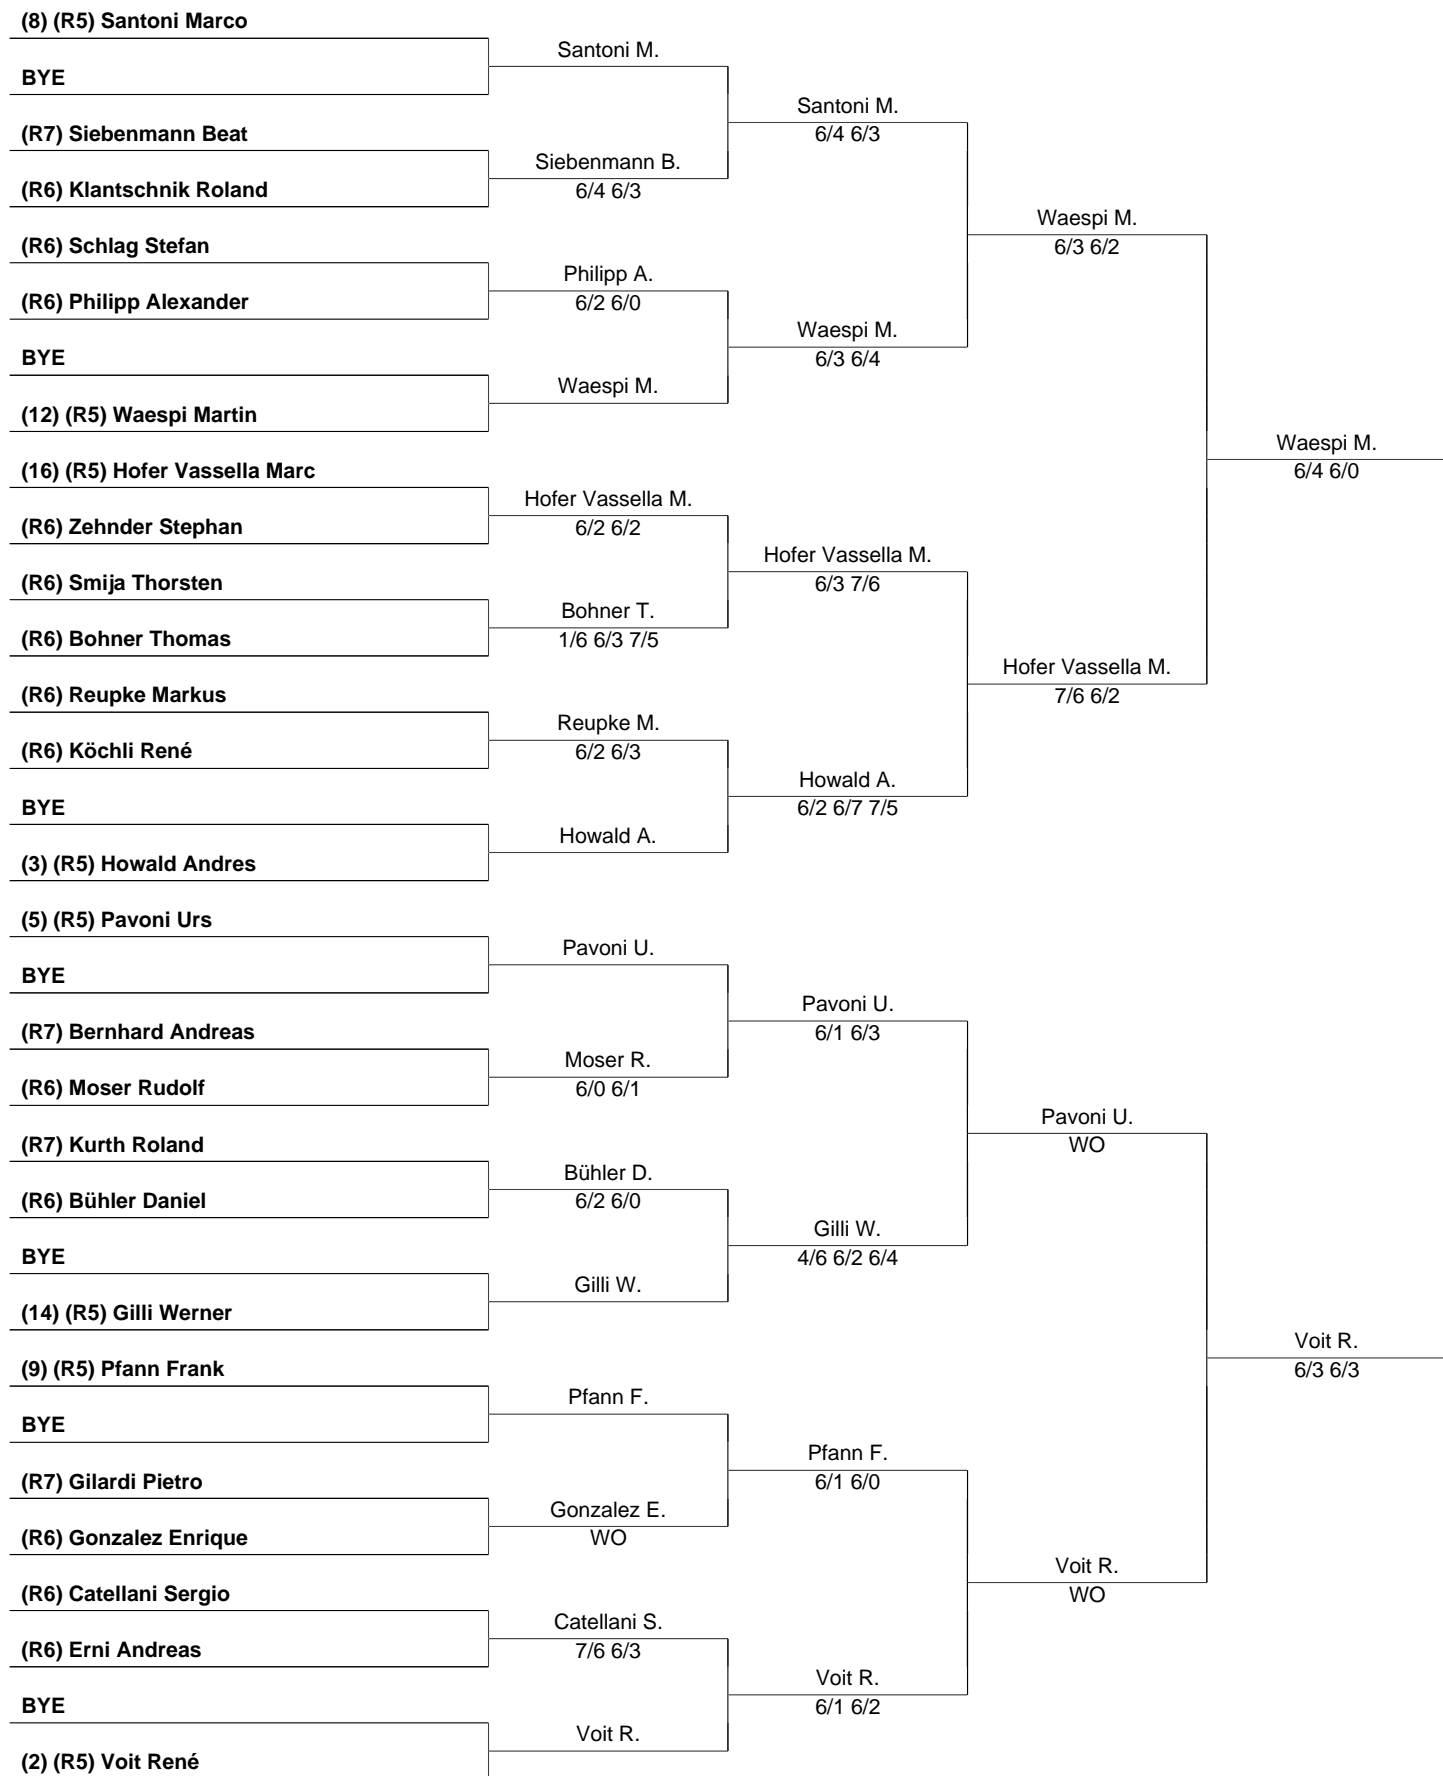 (8) (R5) Santoni Marco
Santoni M.
BYE
Santoni M.
6/4 6/3
(R7) Siebenmann Beat
Siebenmann B.
6/4 6/3
(R6) Klantschnik Roland
Waespi M.
6/3 6/2
(R6) Schlag Stefan
Philipp A.
6/2 6/0
(R6) Philipp Alexander
Waespi M.
6/3 6/4
BYE
Waespi M.
(12) (R5) Waespi Martin
Waespi M.
6/4 6/0
(16) (R5) Hofer Vassella Marc
Hofer Vassella M.
6/2 6/2
(R6) Zehnder Stephan
Hofer Vassella M.
6/3 7/6
(R6) Smija Thorsten
Bohner T.
1/6 6/3 7/5
(R6) Bohner Thomas
Hofer Vassella M.
7/6 6/2
(R6) Reupke Markus
Reupke M.
6/2 6/3
(R6) Köchli René
Howald A.
6/2 6/7 7/5
BYE
Howald A.
(3) (R5) Howald Andres
(5) (R5) Pavoni Urs
Pavoni U.
BYE
Pavoni U.
6/1 6/3
(R7) Bernhard Andreas
Moser R.
6/0 6/1
(R6) Moser Rudolf
Pavoni U.
WO
(R7) Kurth Roland
Bühler D.
6/2 6/0
(R6) Bühler Daniel
Gilli W.
4/6 6/2 6/4
BYE
Gilli W.
(14) (R5) Gilli Werner
Voit R.
6/3 6/3
(9) (R5) Pfann Frank
Pfann F.
BYE
Pfann F.
6/1 6/0
(R7) Gilardi Pietro
Gonzalez E.
WO
(R6) Gonzalez Enrique
Voit R.
WO
(R6) Catellani Sergio
Catellani S.
7/6 6/3
(R6) Erni Andreas
Voit R.
6/1 6/2
BYE
Voit R.
(2) (R5) Voit René